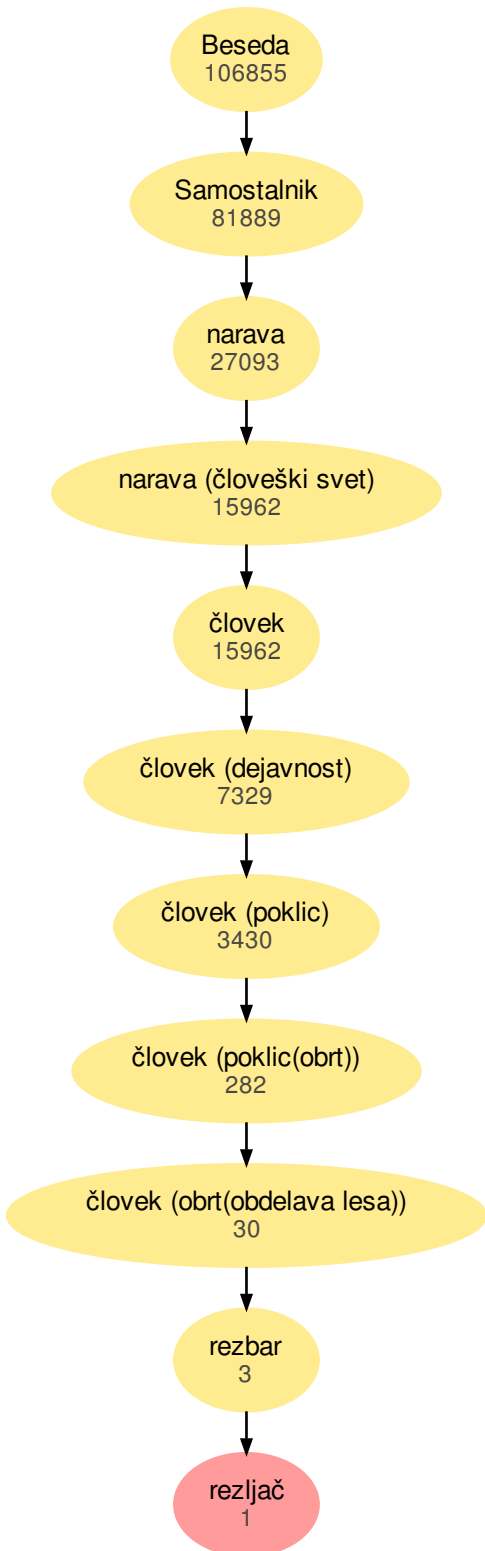 Beseda
106855
Samostalnik
81889
narava
27093
narava (človeški svet)
15962
človek
15962
človek (dejavnost)
7329
človek (poklic)
3430
človek (poklic(obrt))
282
človek (obrt(obdelava lesa))
30
rezbar
3
rezljač
1